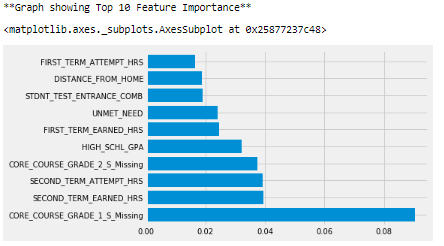 **Graph showing Top 10 Feature Importance**
<matplotlib.axes._subplots.AxesSubplot at 0x25877237c48>
FIRST_TERM_ATTEMPT_HRS
DISTANCE_FROM_HOME
STDNT_TEST_ENTRANCE_COMB
UNMET_NEED
FIRST_TERM_EARNED_HRS
HIGH_SCHL_GPA
CORE_COURSE_GRADE_2_S_Missing
SECOND_TERM_ATTEMPT_HRS
SECOND_TERM_EARNED_HRS
CORE_COURSE_GRADE_1_S_Missing
0.00 0.02 0.04 0.06 0.08